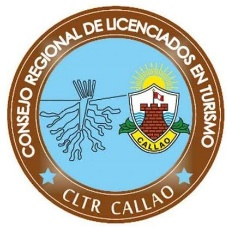 CONSEJO REGIONAL DE LICENCIADOS EN TURISMO
CALLAO
CLTR CALLAO